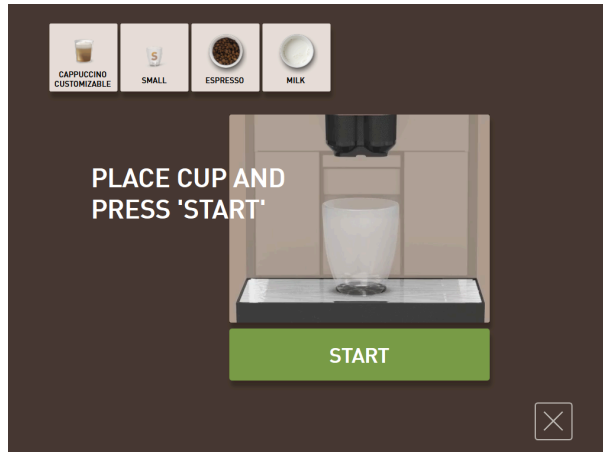 CAPPUCCINO
CUSTOMIZABLE
S
SMALL
ESPRESSO
MILK
PLACE CUP AND
PRESS 'START'
START